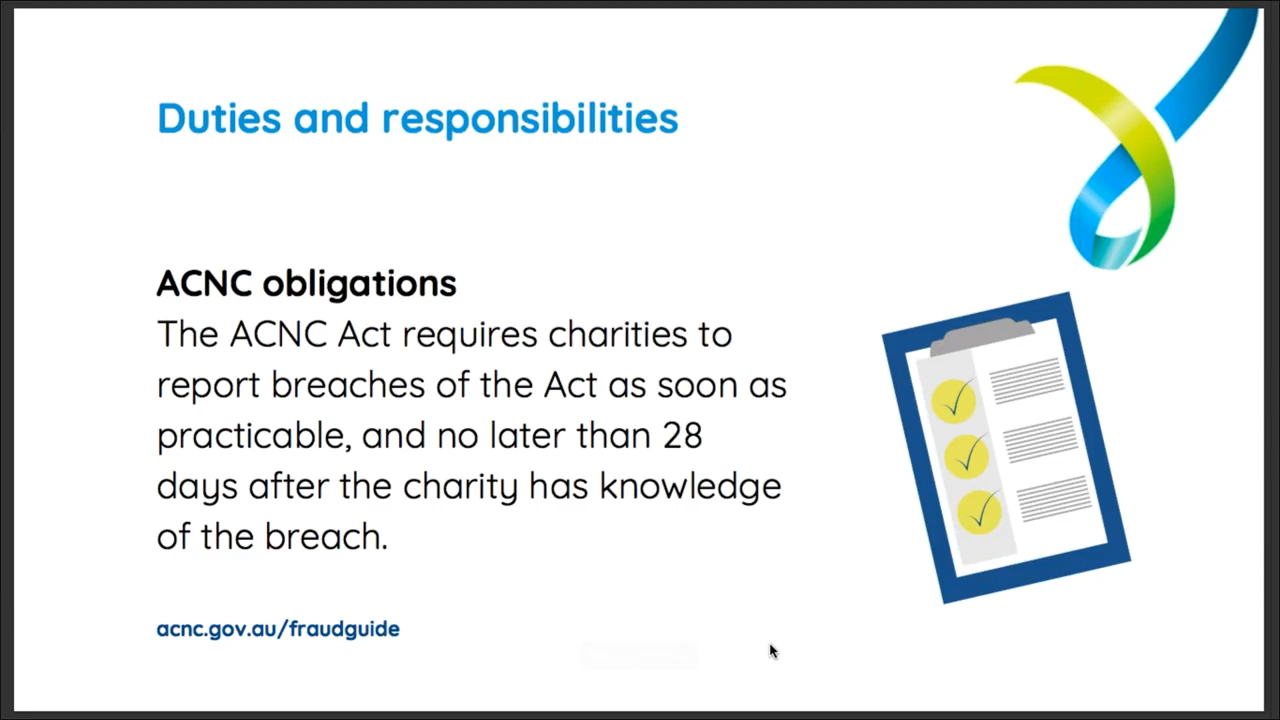 Duties and responsibilities
ACNC obligations
The ACNC Act requires charities to
report breaches of the Act as soon as
practicable, and no later than 28
days after the charity has knowledge
of the breach.
acnc.gov.au/fraudguide